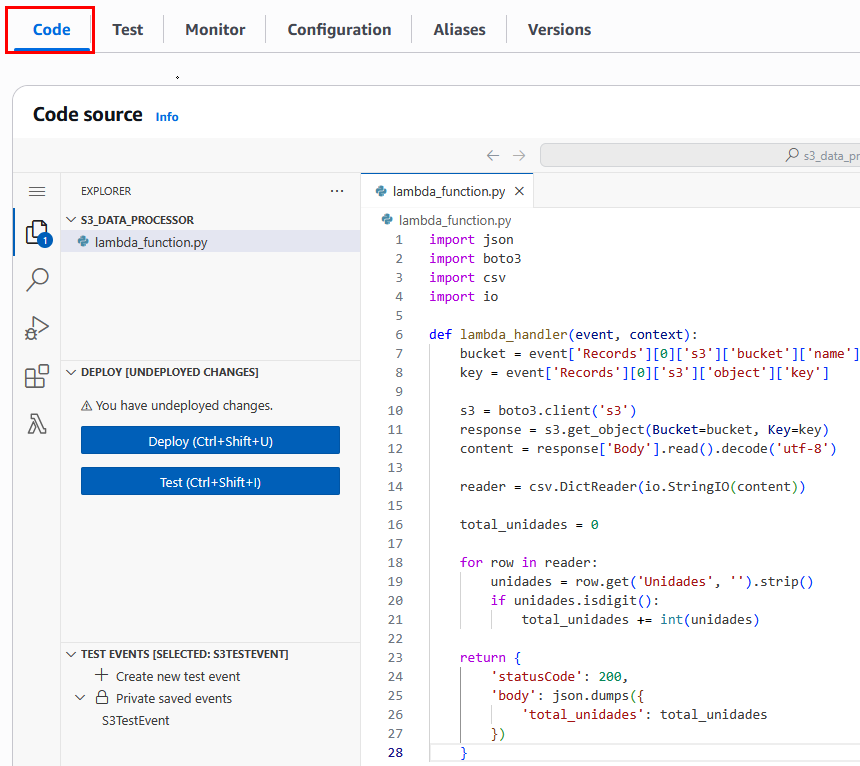 Code Test Monitor Configuration Aliases Versions
Code source Info
s3_data_pr
EXPLORER
S3_DATA_PROCESSOR
lambda_function.py
1
DEPLOY [UNDEPLOYED CHANGES]
You have undeployed changes.
Deploy (Ctrl+Shift+U)
Test (Ctrl+Shift+I)
TEST EVENTS [SELECTED: S3TESTEVENT]
Create new test event
Private saved events
S3TestEvent
lambda_function.py
lambda_function.py
1 import json
2 import boto3
3 import csv
4 import io
5
6 def lambda_handler(event, context):
7     bucket = event['Records'][0]['s3']['bucket']['name']
8     key = event['Records'][0]['s3']['object']['key']
9
10     s3 = boto3.client('s3')
11     response = s3.get_object(Bucket=bucket, Key=key)
12     content = response['Body'].read().decode('utf-8')
13
14     reader = csv.DictReader(io.StringIO(content))
15
16     total_unidades = 0
17
18     for row in reader:
19         unidades = row.get('Unidades', '').strip()
20         if unidades.isdigit():
21             total_unidades += int(unidades)
22
23     return {
24         'statusCode': 200,
25         'body': json.dumps({
26             'total_unidades': total_unidades
27         })
28     }